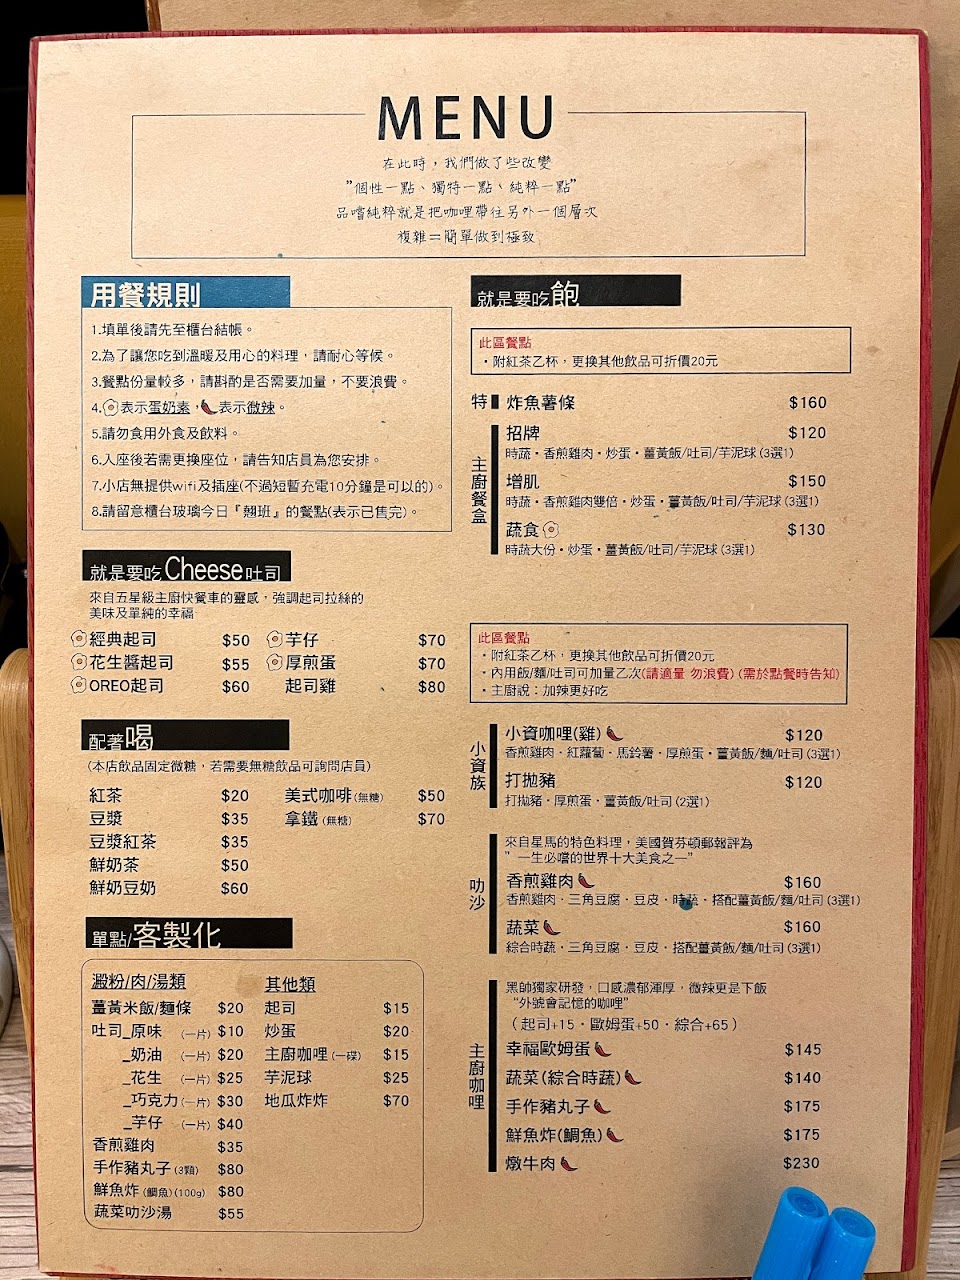 MENU
在此時，我們做了些改變
"個性一點、獨特一點、純粹一點"
品嚐純粹就是把咖哩帶往另外一個層次
複雜＝簡單做到極致
用餐規則
1.填單後請先至櫃台結帳。
2.為了讓您吃到溫暖及用心的料理，請耐心等候。
3.餐點份量較多，請斟酌是否需要加量，不要浪費。
4.表示蛋奶素，表示微辣。
5.請勿食用外食及飲料。
6.入座後若需更換座位，請告知店員為您安排。
7.小店無提供wifi及插座(不過短暫充電10分鐘是可以的)。
8.請留意櫃台玻璃今日『翹班』的餐點(表示已售完)。
就是要吃Cheese吐司
來自五星級主廚快餐車的靈感，強調起司拉絲的
美味及單純的幸福
經典起司 $50 芋仔 $70
花生醬起司 $55 厚煎蛋 $70
OREO起司 $60 起司雞 $80
配著喝
(本店飲品固定微糖，若需要無糖飲品可詢問店員)
紅茶 $20 美式咖啡(無糖) $50
豆漿 $35 拿鐵(無糖) $70
豆漿紅茶 $35
鮮奶茶 $50
鮮奶豆奶 $60
單點/客製化
澱粉/肉/湯類 其他類
薑黃米飯/麵條 $20 起司 $15
吐司_原味 (一片) $10 炒蛋 $20
_奶油 (一片) $20 主廚咖哩(一碟) $15
_花生 (一片) $25 芋泥球 $25
_巧克力(一片) $30 地瓜炸炸 $70
_芋仔 (一片) $40
香煎雞肉 $35
手作豬丸子(3顆) $80
鮮魚炸(鯛魚)(100g) $80
蔬菜叻沙湯 $55
就是要吃飽
此區餐點
・附紅茶乙杯，更換其他飲品可折價20元
特 炸魚薯條 $160
主廚餐盒
招牌 $120
時蔬・香煎雞肉・炒蛋・薑黃飯/吐司/芋泥球(3選1)
增肌 $150
時蔬・香煎雞肉雙倍・炒蛋・薑黃飯/吐司/芋泥球(3選1)
蔬食 $130
時蔬大份・炒蛋・薑黃飯/吐司/芋泥球(3選1)
此區餐點
・附紅茶乙杯，更換其他飲品可折價20元
・內用飯/麵/吐司可加量乙次(請適量 勿浪費) (需於點餐時告知)
・主廚說：加辣更好吃
小資族
小資咖哩(雞) $120
香煎雞肉・紅蘿蔔・馬鈴薯・厚煎蛋・薑黃飯/麵/吐司(3選1)
打拋豬 $120
打拋豬・厚煎蛋・薑黃飯/吐司(2選1)
叻沙
來自星馬的特色料理，美國賀芬頓郵報評為
"一生必嚐的世界十大美食之一"
香煎雞肉 $160
香煎雞肉・三角豆腐・豆皮・時蔬・搭配薑黃飯/麵/吐司(3選1)
蔬菜 $160
綜合時蔬・三角豆腐・豆皮・搭配薑黃飯/麵/吐司(3選1)
主廚咖哩
黑帥獨家研發，口感濃郁渾厚，微辣更是下飯
"外號會記憶的咖哩"
(起司+15・歐姆蛋+50・綜合+65)
幸福歐姆蛋 $145
蔬菜(綜合時蔬) $140
手作豬丸子 $175
鮮魚炸(鯛魚) $175
燉牛肉 $230